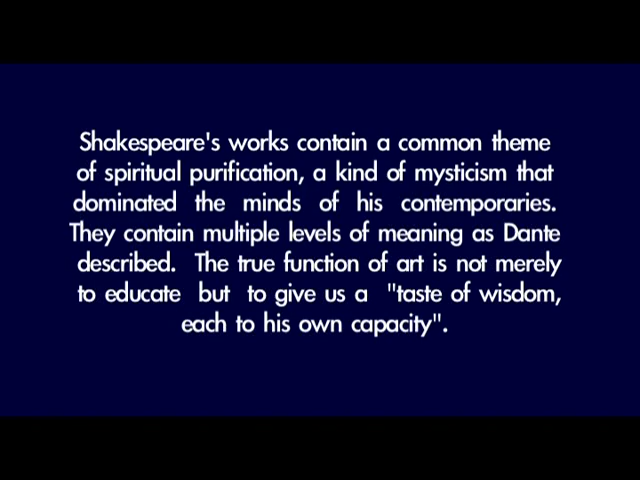 Shakespeare's works contain a common theme
of spiritual purification, a kind of mysticism that
dominated the minds of his contemporaries.
They contain multiple levels of meaning as Dante
described. The true function of art is not merely
to educate but to give us a "taste of wisdom,
each to his own capacity".